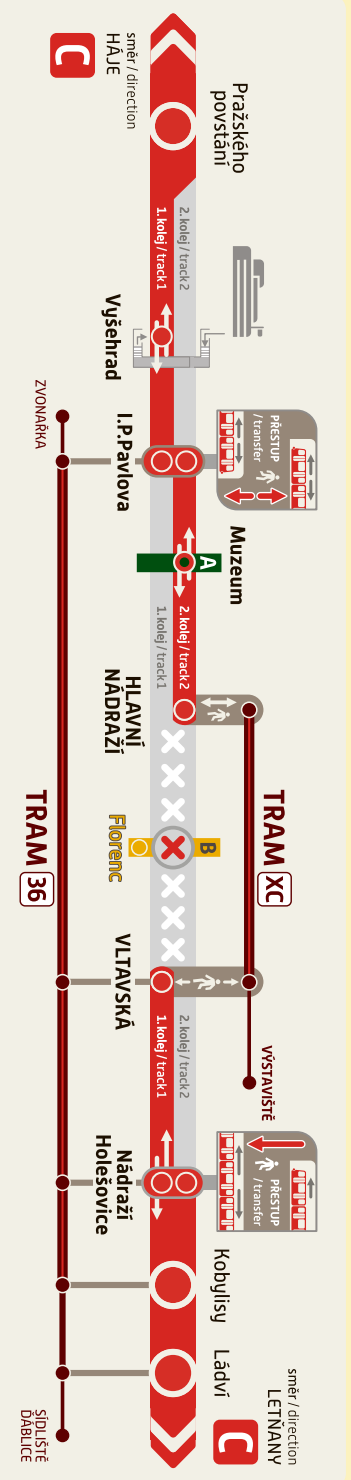 směr / direction
HÁJE
C
Pražského
povstání
2. kolej / track 2
1. kolej / track 1
Vyšehrad
ZVONAŘKA
I.P.Pavlova
PŘESTUP
/ transfer
Muzeum
A
2. kolej / track 2
1. kolej / track 1
HLAVNÍ
NÁDRAŽÍ
TRAM XC
B
Florenc
TRAM 36
VLTAVSKÁ
2. kolej / track 2
1. kolej / track 1
VÝSTAVIŠTĚ
PŘESTUP
/ transfer
Nádraží
Holešovice
Kobylisy
Ládví
směr / direction
LETŇANY
C
SÍDLIŠTĚ
ĎÁBLICE